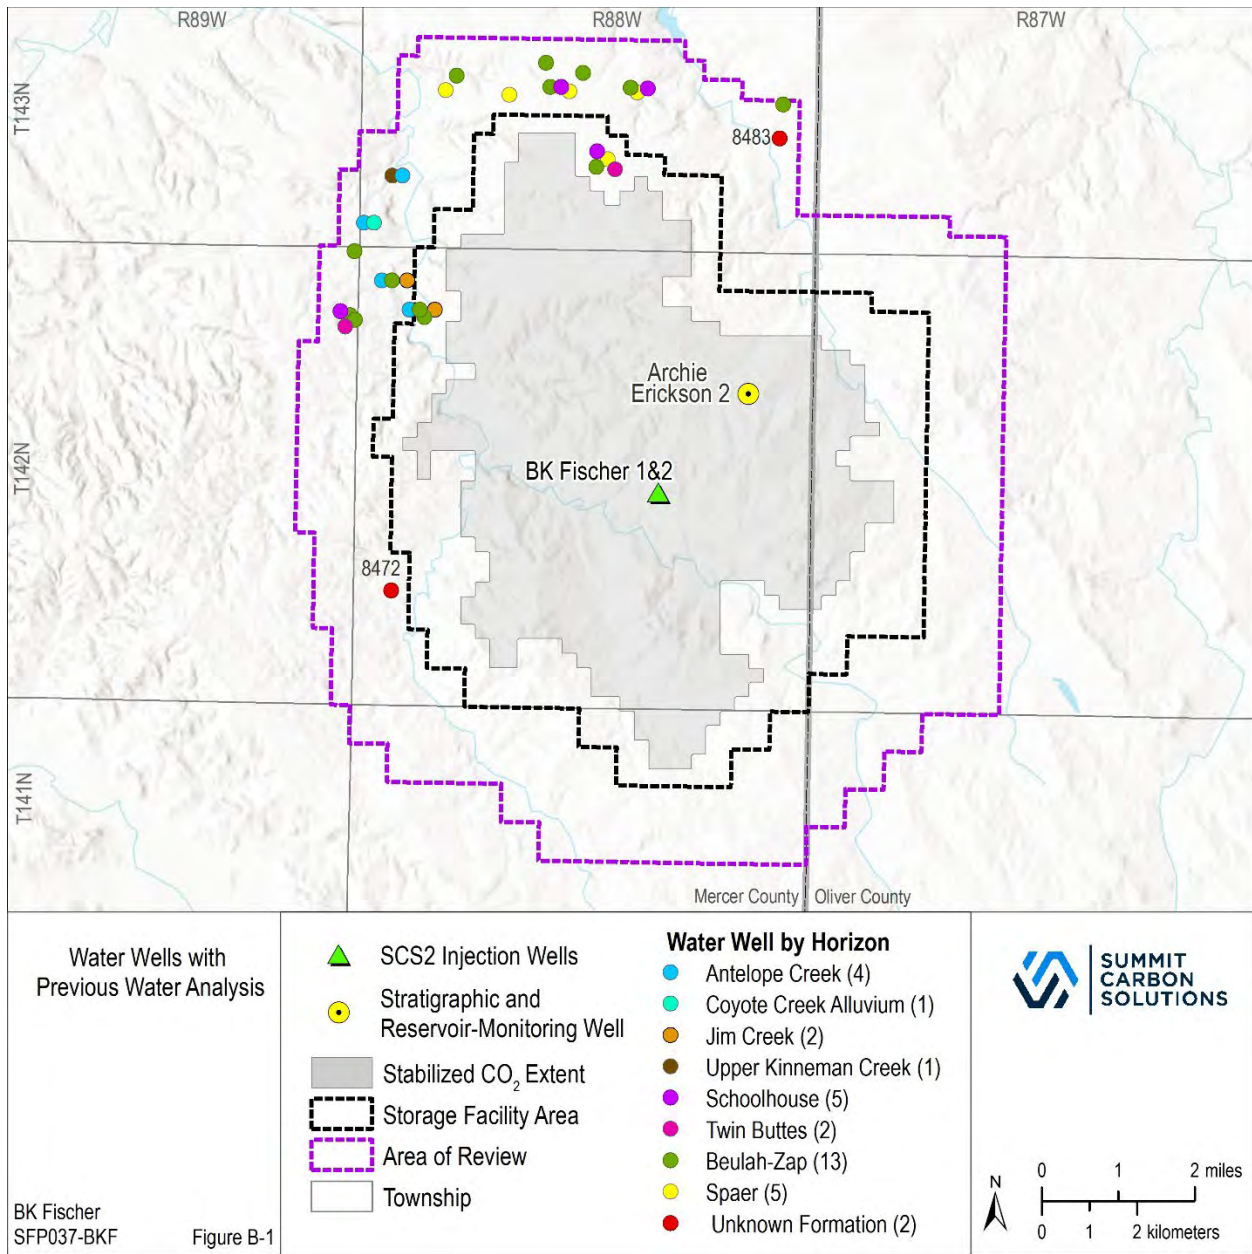 R89W
R88W
R87W
T143N
8483
Archie
Erickson 2
T142N
BK Fischer 1&2
8472
T141N
Mercer County
Oliver County
Water Wells with
Previous Water Analysis
BK Fischer
SFP037-BKF
Figure B-1
SCS2 Injection Wells
Stratigraphic and
Reservoir-Monitoring Well
Stabilized CO2 Extent
Storage Facility Area
Area of Review
Township
Water Well by Horizon
Antelope Creek (4)
Coyote Creek Alluvium (1)
Jim Creek (2)
Upper Kinneman Creek (1)
Schoolhouse (5)
Twin Buttes (2)
Beulah-Zap (13)
Spaer (5)
Unknown Formation (2)
SUMMIT
CARBON
SOLUTIONS
N
0 1 2 miles
0 1 2 kilometers